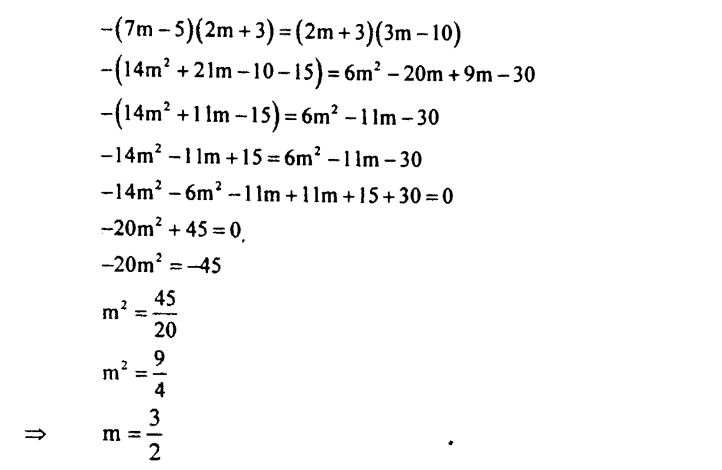 −(7m − 5)(2m + 3) = (2m + 3)(3m − 10)
−(14m² + 21m − 10 − 15) = 6m² − 20m + 9m − 30
−(14m² + 11m − 15) = 6m² − 11m − 30
−14m² − 11m + 15 = 6m² − 11m − 30
−14m² − 6m² − 11m + 11m + 15 + 30 = 0
−20m² + 45 = 0
−20m² = −45
m² = 45/20
m² = 9/4
⇒ m = 3/2